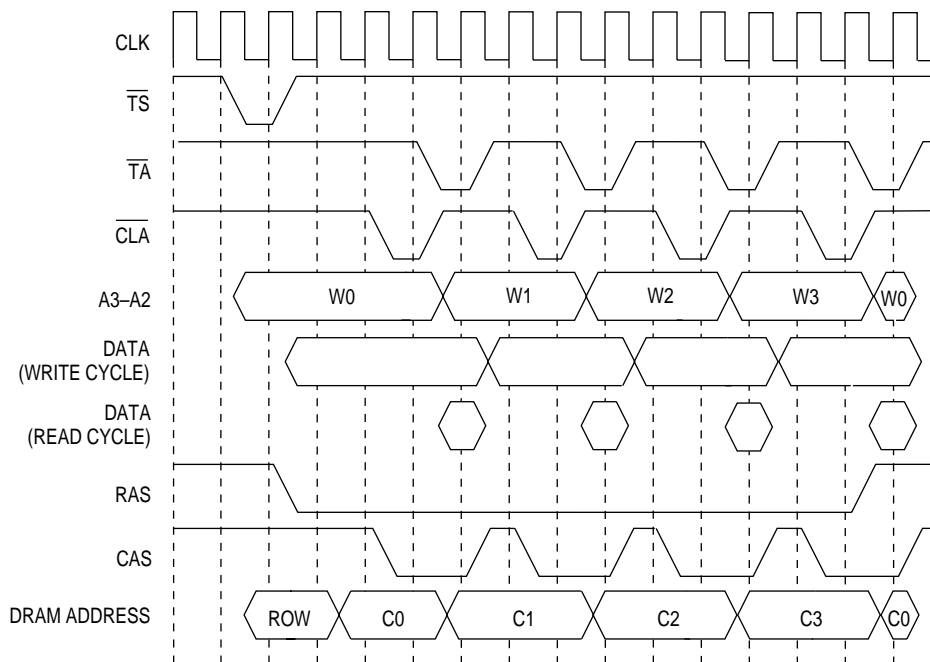 CLK
TS
TA
CLA
A3–A2 W0 W1 W2 W3 W0
DATA
(WRITE CYCLE)
DATA
(READ CYCLE)
RAS
CAS
DRAM ADDRESS ROW C0 C1 C2 C3 C0